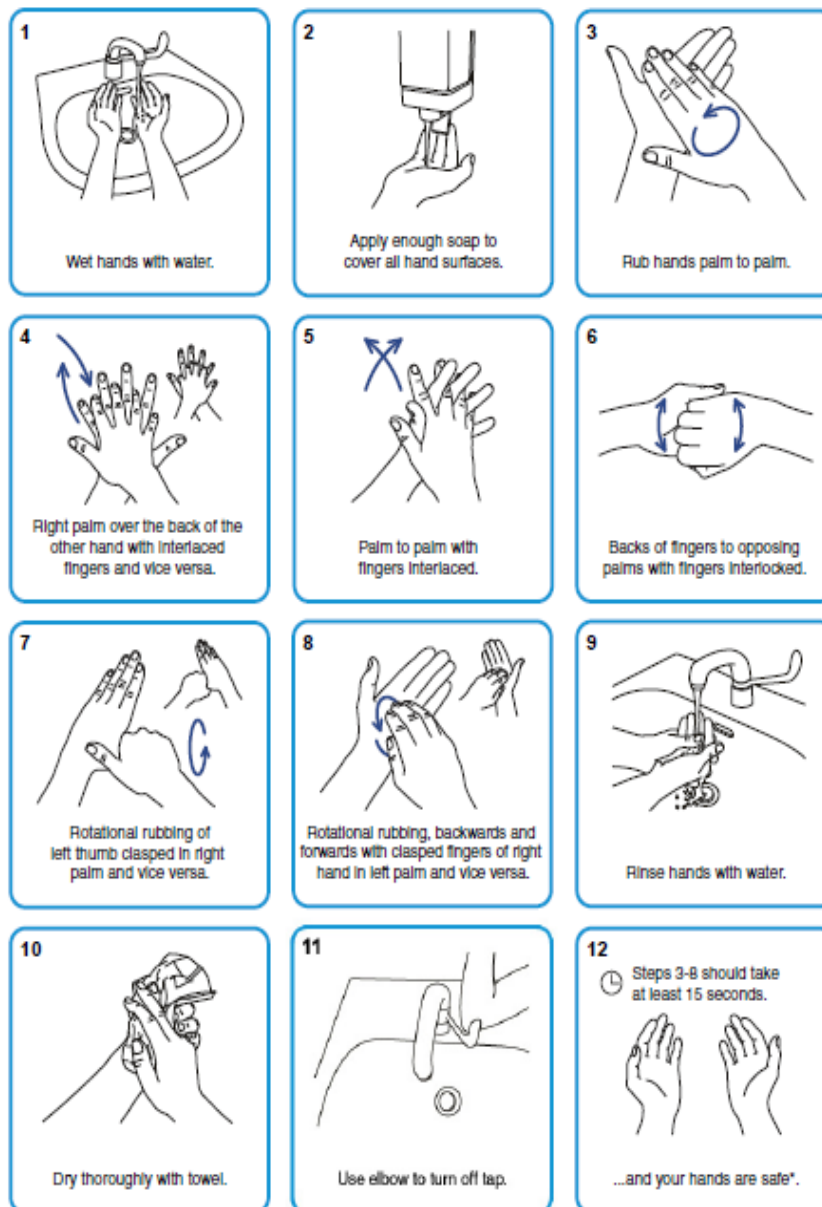 1
Wet hands with water.
2
Apply enough soap to
cover all hand surfaces.
3
Rub hands palm to palm.
4
Right palm over the back of the
other hand with interlaced
fingers and vice versa.
5
Palm to palm with
fingers interlaced.
6
Backs of fingers to opposing
palms with fingers interlocked.
7
Rotational rubbing of
left thumb clasped in right
palm and vice versa.
8
Rotational rubbing, backwards and
forwards with clasped fingers of right
hand in left palm and vice versa.
9
Rinse hands with water.
10
Dry thoroughly with towel.
11
Use elbow to turn off tap.
12
Steps 3-8 should take
at least 15 seconds.
...and your hands are safe*.